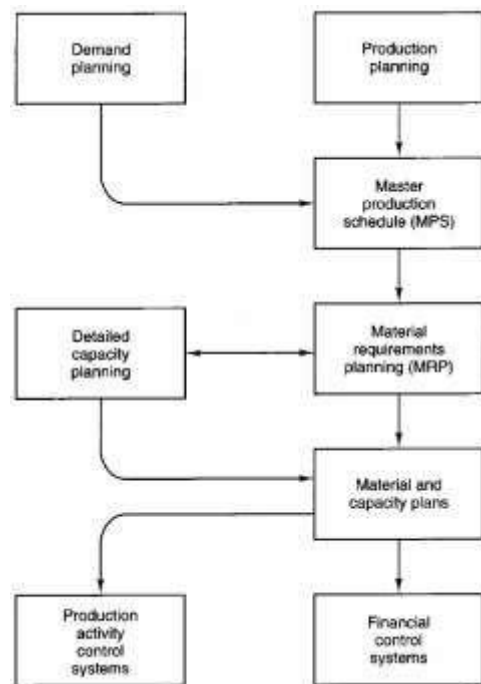 Demand
planning
Production
planning
Master
production
schedule (MPS)
Detailed
capacity
planning
Material
requirements
planning (MRP)
Material and
capacity plans
Production
activity
control
systems
Financial
control
systems